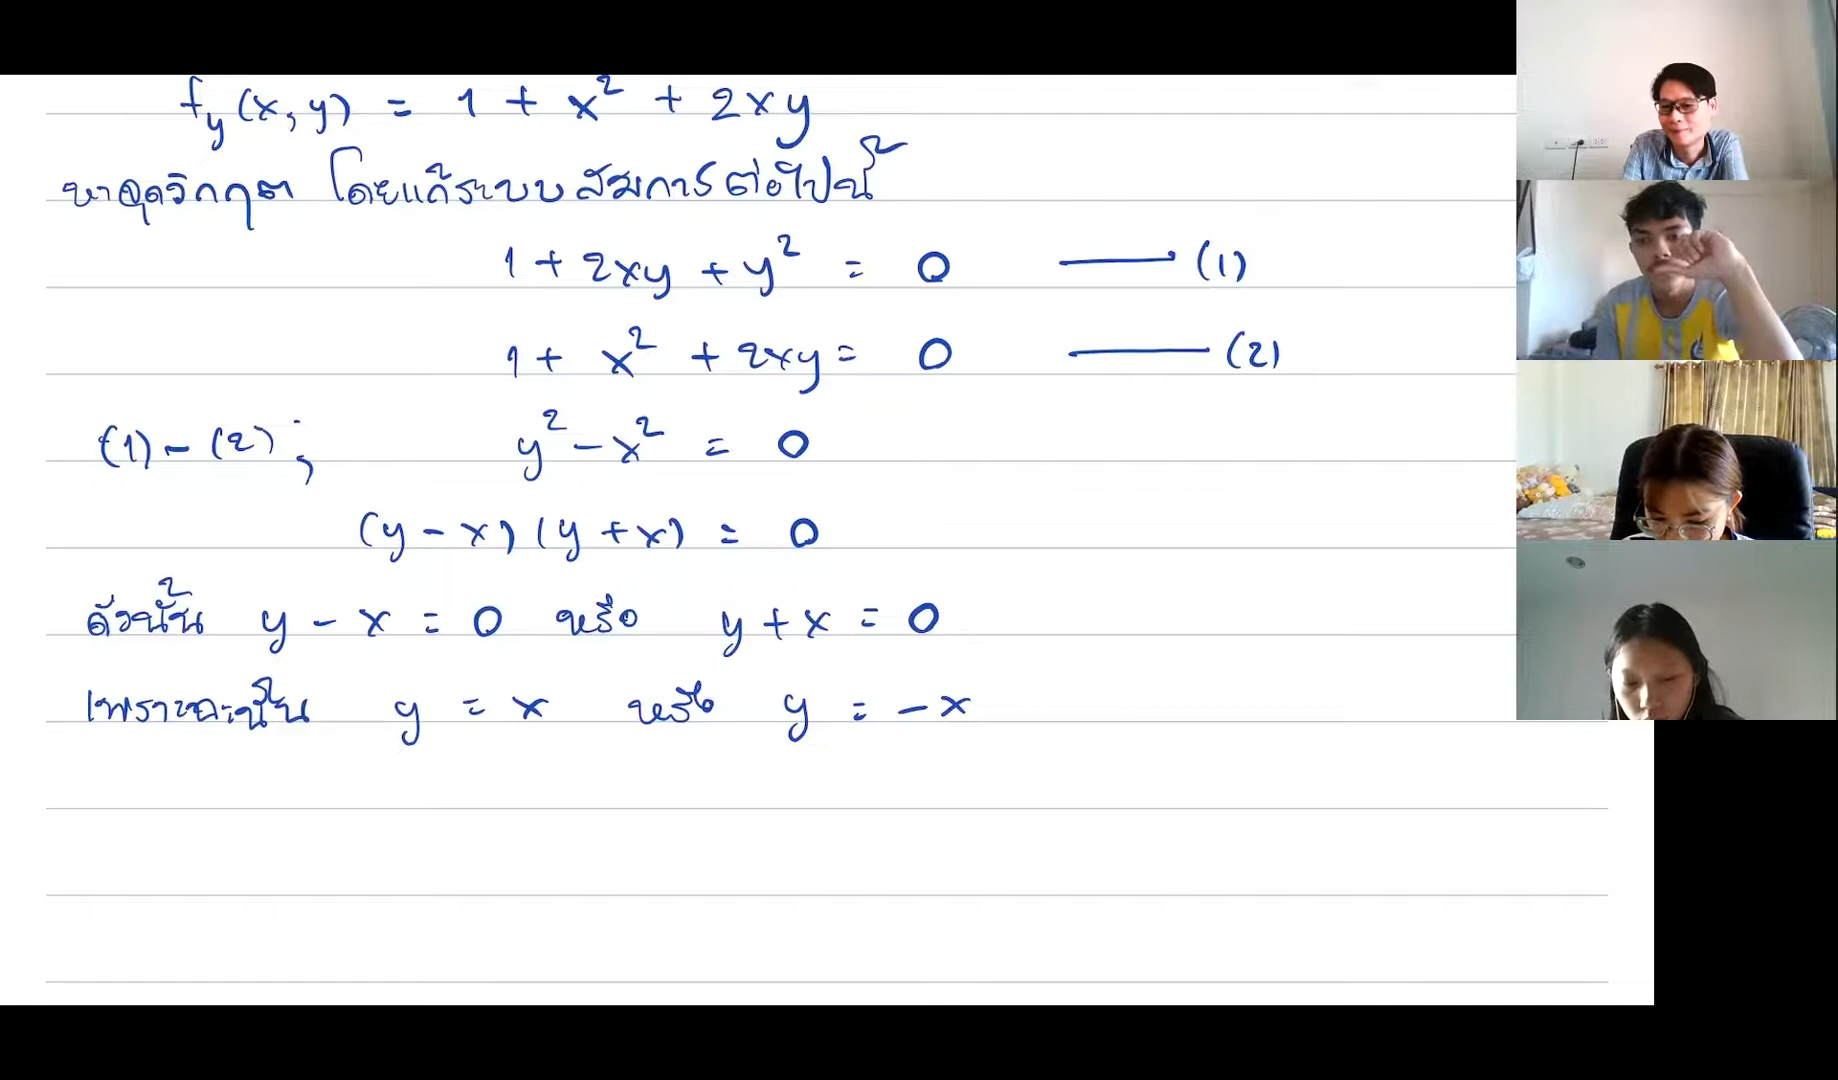 f_y(x, y) = 1 + x² + 2xy
หาจุดวิกฤต โดยแก้ระบบสมการต่อไปนี้
1 + 2xy + y² = 0 —— (1)
1 + x² + 2xy = 0 —— (2)
(1) - (2) ; y² - x² = 0
(y - x)(y + x) = 0
ดังนั้น y - x = 0 หรือ y + x = 0
เพราะฉะนั้น y = x หรือ y = -x